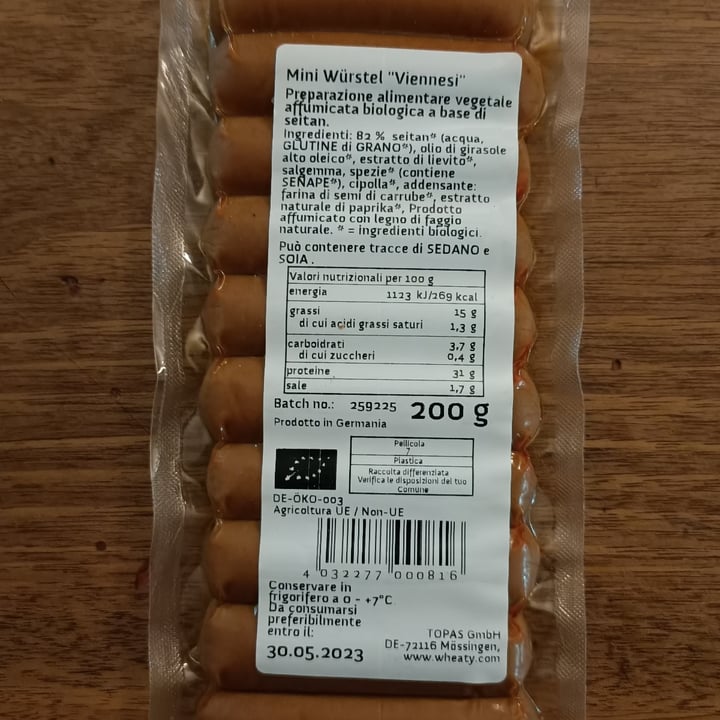 Mini Würstel "Viennesi"
Preparazione alimentare vegetale
affumicata biologica a base di
seitan.
Ingredienti: 82 % seitan* (acqua,
GLUTINE di GRANO*), olio di girasole
alto oleico*, estratto di lievito*,
salgemma, spezie* (contiene
SENAPE*), cipolla*, addensante:
farina di semi di carrube*, estratto
naturale di paprika*, Prodotto
affumicato con legno di faggio
naturale. * = ingredienti biologici.
Può contenere tracce di SEDANO e
SOIA .
Valori nutrizionali per 100 g
energia 1123 kJ/269 kcal
grassi 15 g
di cui acidi grassi saturi 1,3 g
carboidrati 3,7 g
di cui zuccheri 0,4 g
proteine 31 g
sale 1,7 g
Batch no.: 259225 200 g
Prodotto in Germania
Pellicola
7
Plastica
Raccolta differenziata
Verifica le disposizioni del tuo
Comune
DE-ÖKO-003
Agricoltura UE / Non-UE
4 032277 000816
Conservare in
frigorifero a 0 - +7°C
Da consumarsi
preferibilmente
entro il:
30.05.2023
TOPAS GmbH
DE-72116 Mössingen,
www.wheaty.com